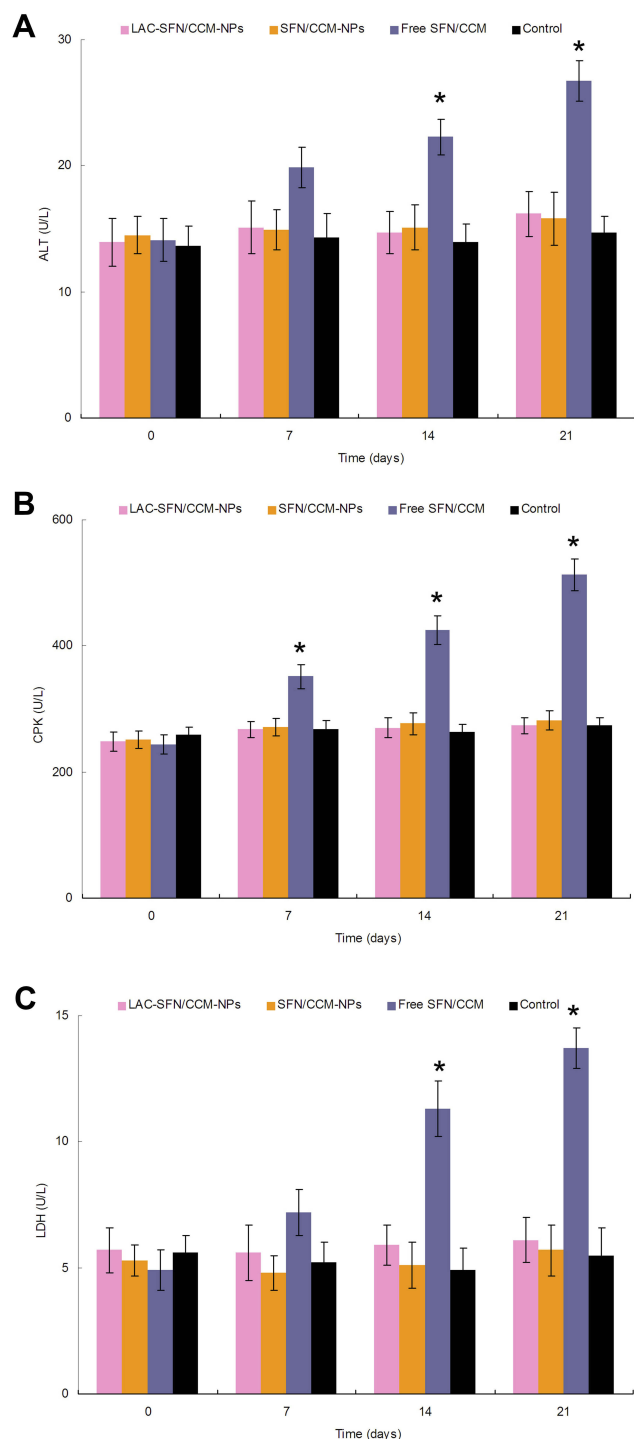 A
LAC-SFN/CCM-NPs SFN/CCM-NPs Free SFN/CCM Control
30
*
*
20
ALT (U/L)
10
0
0 7 14 21
Time (days)
B
600
LAC-SFN/CCM-NPs SFN/CCM-NPs Free SFN/CCM Control
*
*
*
400
CPK (U/L)
200
0
0 7 14 21
Time (days)
C
LAC-SFN/CCM-NPs SFN/CCM-NPs Free SFN/CCM Control
15
*
*
10
LDH (U/L)
5
0
0 7 14 21
Time (days)